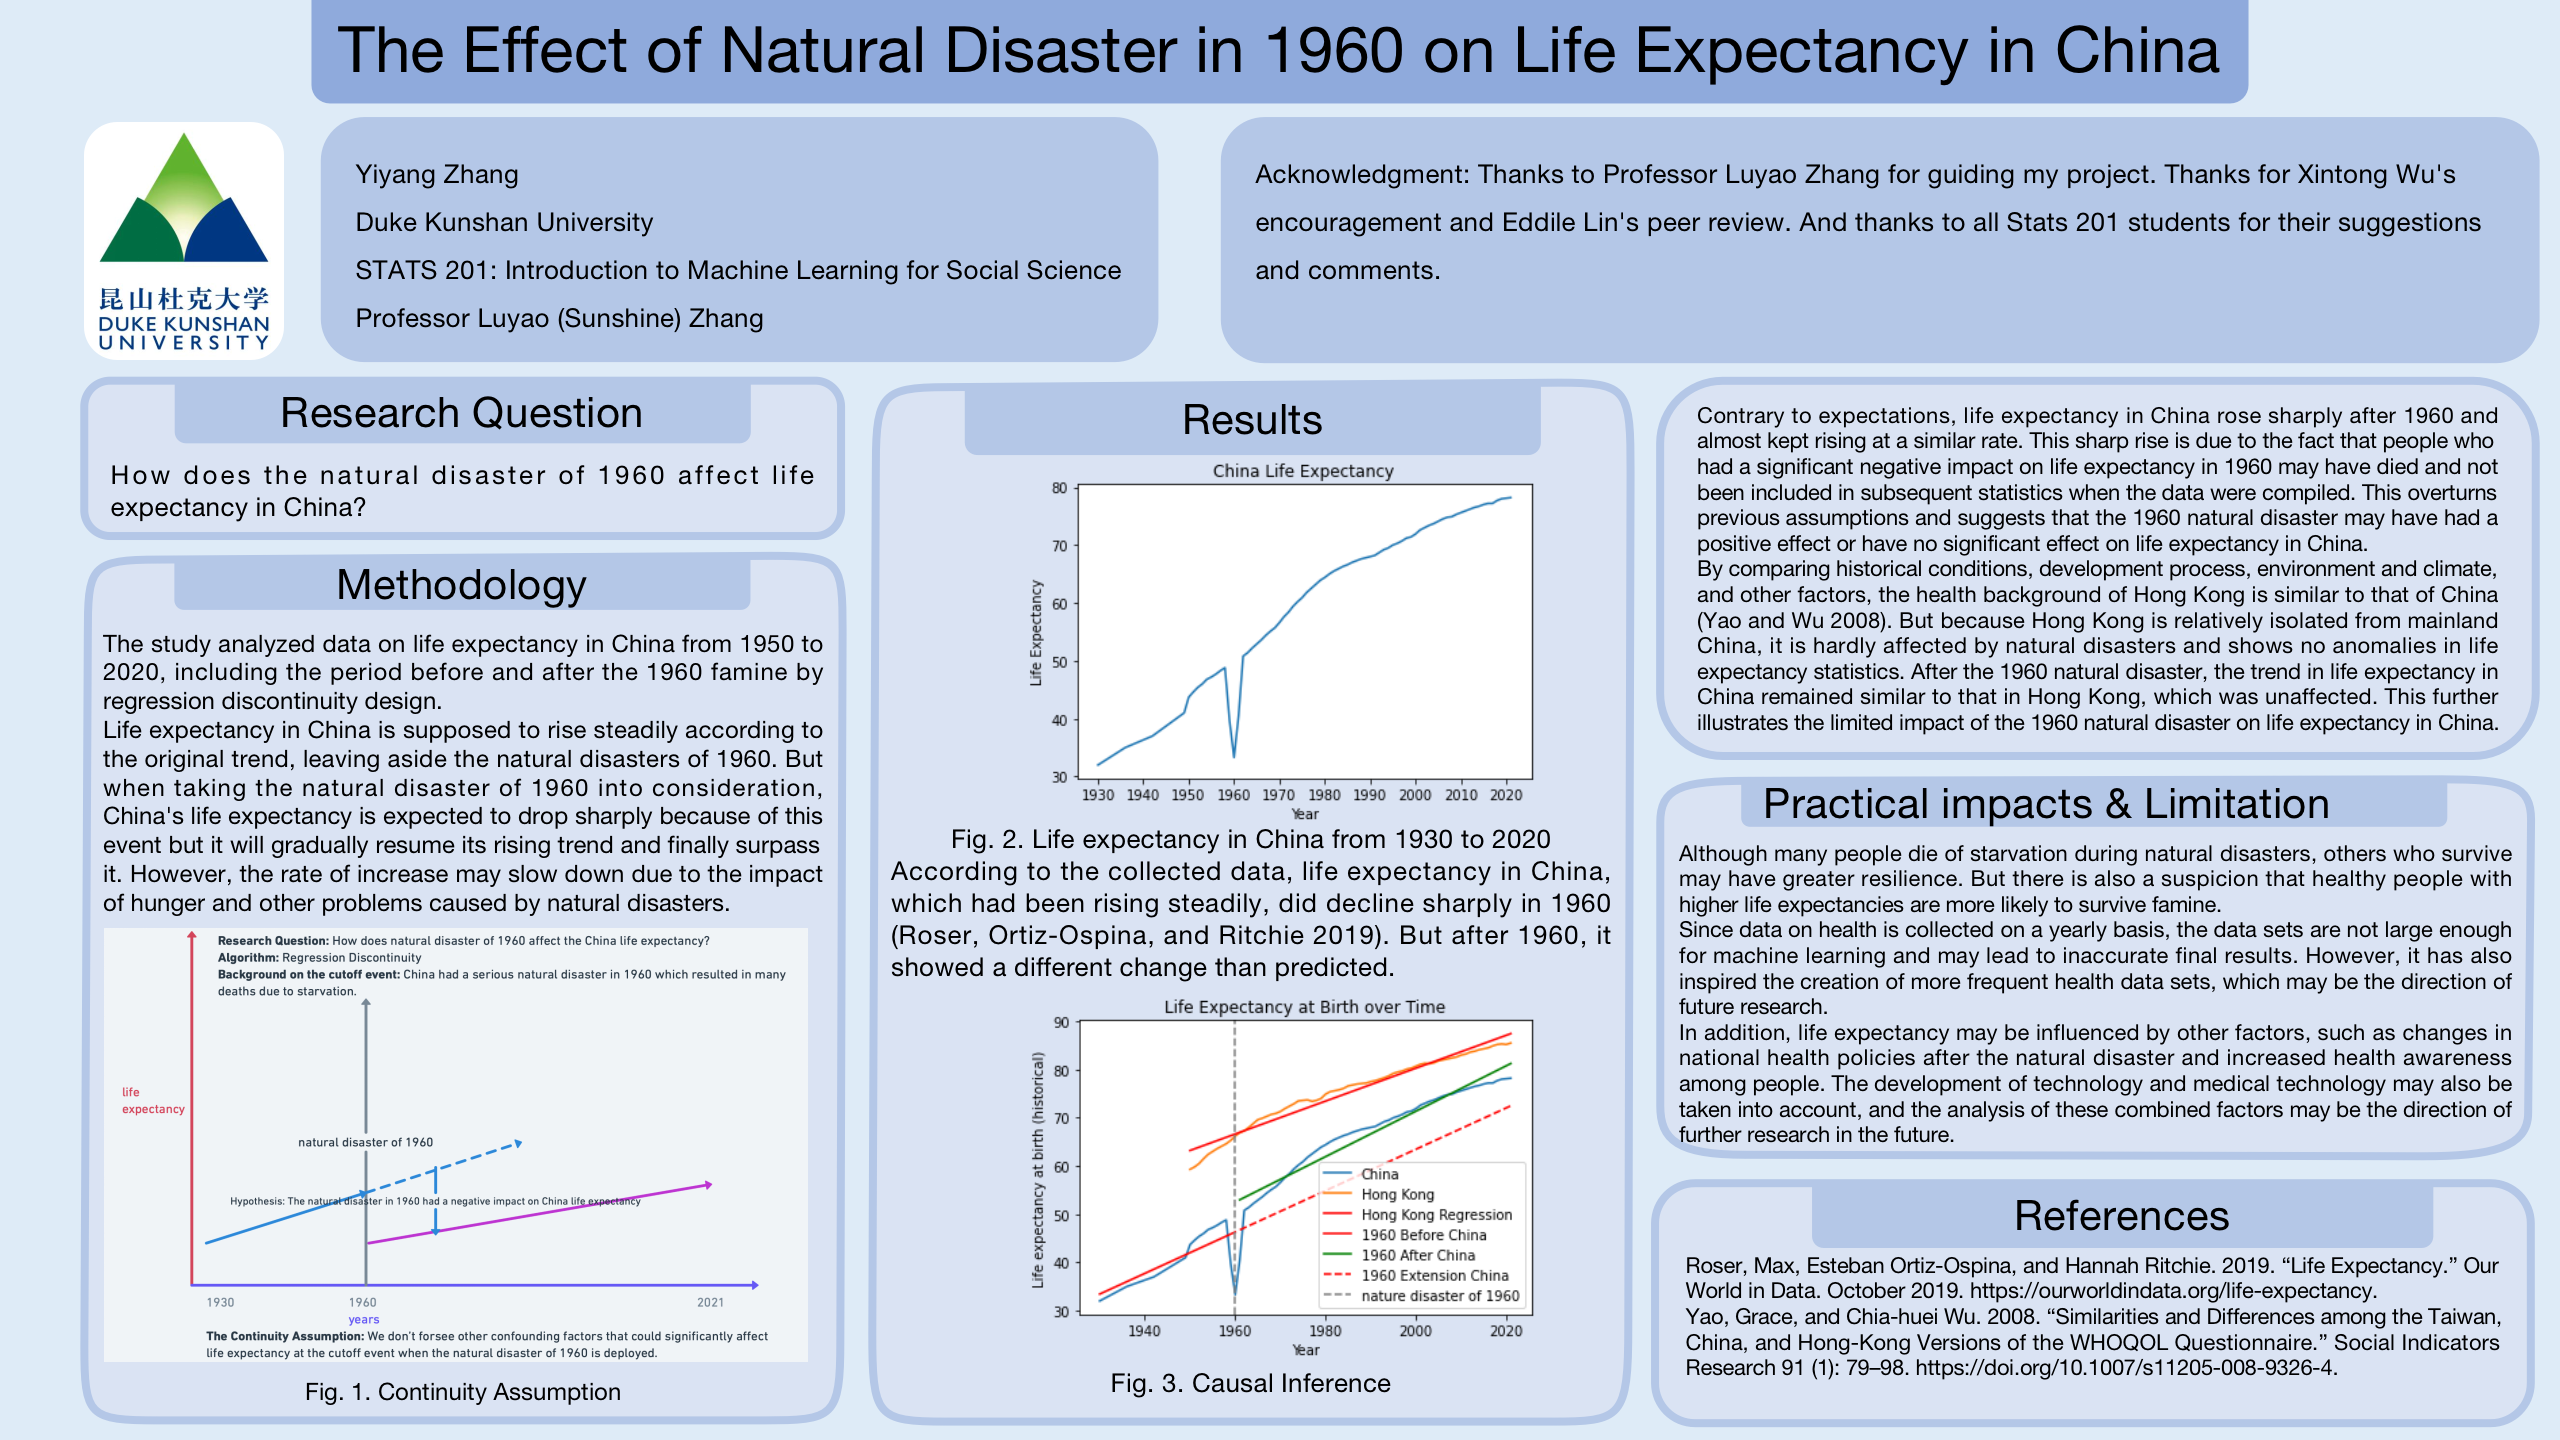 The Effect of Natural Disaster in 1960 on Life Expectancy in China
昆山杜克大学
DUKE KUNSHAN
UNIVERSITY
Yiyang Zhang
Duke Kunshan University
STATS 201: Introduction to Machine Learning for Social Science
Professor Luyao (Sunshine) Zhang
Acknowledgment: Thanks to Professor Luyao Zhang for guiding my project. Thanks for Xintong Wu's
encouragement and Eddile Lin's peer review. And thanks to all Stats 201 students for their suggestions
and comments.
Research Question
How does the natural disaster of 1960 affect life
expectancy in China?
Methodology
The study analyzed data on life expectancy in China from 1950 to
2020, including the period before and after the 1960 famine by
regression discontinuity design.
Life expectancy in China is supposed to rise steadily according to
the original trend, leaving aside the natural disasters of 1960. But
when taking the natural disaster of 1960 into consideration,
China's life expectancy is expected to drop sharply because of this
event but it will gradually resume its rising trend and finally surpass
it. However, the rate of increase may slow down due to the impact
of hunger and other problems caused by natural disasters.
Research Question: How does natural disaster of 1960 affect the China life expectancy?
Algorithm: Regression Discontinuity
Background on the cutoff event: China had a serious natural disaster in 1960 which resulted in many
deaths due to starvation.
life
expectancy
natural disaster of 1960
Hypothesis: The natural disaster in 1960 had a negative impact on China life expectancy
1930 1960 2021
years
The Continuity Assumption: We don't forsee other confounding factors that could significantly affect
life expectancy at the cutoff event when the natural disaster of 1960 is deployed.
Fig. 1. Continuity Assumption
Results
China Life Expectancy
Life Expectancy
80
70
60
50
40
30
1930 1940 1950 1960 1970 1980 1990 2000 2010 2020
Year
Fig. 2. Life expectancy in China from 1930 to 2020
According to the collected data, life expectancy in China,
which had been rising steadily, did decline sharply in 1960
(Roser, Ortiz-Ospina, and Ritchie 2019). But after 1960, it
showed a different change than predicted.
Life Expectancy at Birth over Time
Life expectancy at birth (historical)
90
80
70
60
50
40
30
China
Hong Kong
Hong Kong Regression
1960 Before China
1960 After China
1960 Extension China
nature disaster of 1960
1940 1960 1980 2000 2020
Year
Fig. 3. Causal Inference
Contrary to expectations, life expectancy in China rose sharply after 1960 and
almost kept rising at a similar rate. This sharp rise is due to the fact that people who
had a significant negative impact on life expectancy in 1960 may have died and not
been included in subsequent statistics when the data were compiled. This overturns
previous assumptions and suggests that the 1960 natural disaster may have had a
positive effect or have no significant effect on life expectancy in China.
By comparing historical conditions, development process, environment and climate,
and other factors, the health background of Hong Kong is similar to that of China
(Yao and Wu 2008). But because Hong Kong is relatively isolated from mainland
China, it is hardly affected by natural disasters and shows no anomalies in life
expectancy statistics. After the 1960 natural disaster, the trend in life expectancy in
China remained similar to that in Hong Kong, which was unaffected. This further
illustrates the limited impact of the 1960 natural disaster on life expectancy in China.
Practical impacts & Limitation
Although many people die of starvation during natural disasters, others who survive
may have greater resilience. But there is also a suspicion that healthy people with
higher life expectancies are more likely to survive famine.
Since data on health is collected on a yearly basis, the data sets are not large enough
for machine learning and may lead to inaccurate final results. However, it has also
inspired the creation of more frequent health data sets, which may be the direction of
future research.
In addition, life expectancy may be influenced by other factors, such as changes in
national health policies after the natural disaster and increased health awareness
among people. The development of technology and medical technology may also be
taken into account, and the analysis of these combined factors may be the direction of
further research in the future.
References
Roser, Max, Esteban Ortiz-Ospina, and Hannah Ritchie. 2019. “Life Expectancy.” Our
World in Data. October 2019. https://ourworldindata.org/life-expectancy.
Yao, Grace, and Chia-huei Wu. 2008. “Similarities and Differences among the Taiwan,
China, and Hong-Kong Versions of the WHOQOL Questionnaire.” Social Indicators
Research 91 (1): 79–98. https://doi.org/10.1007/s11205-008-9326-4.